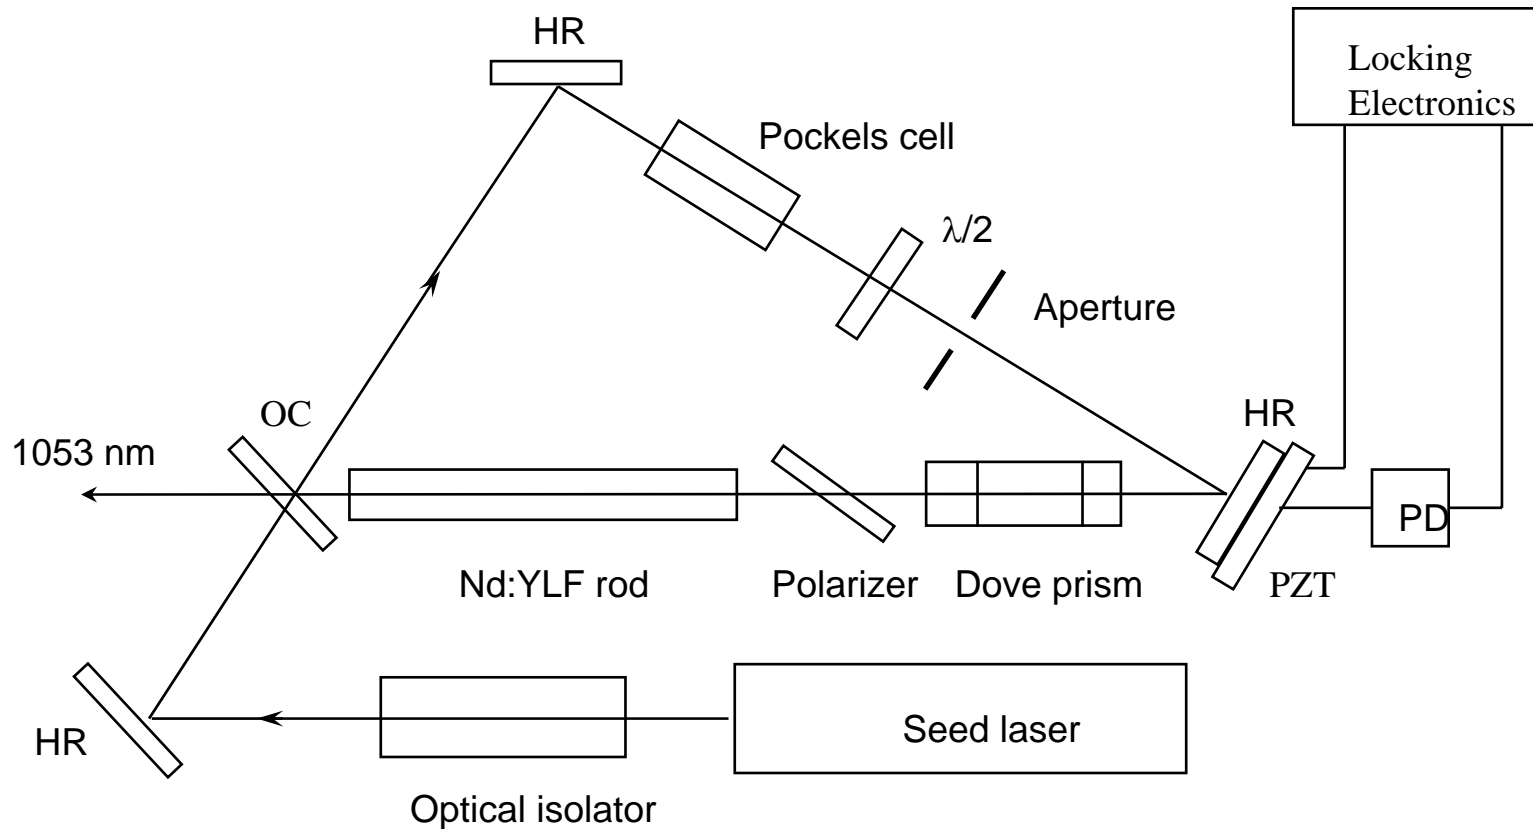 HR
Locking
Electronics
Pockels cell
λ/2
Aperture
OC
HR
1053 nm
PD
Nd:YLF rod
Polarizer
Dove prism
PZT
HR
Seed laser
Optical isolator